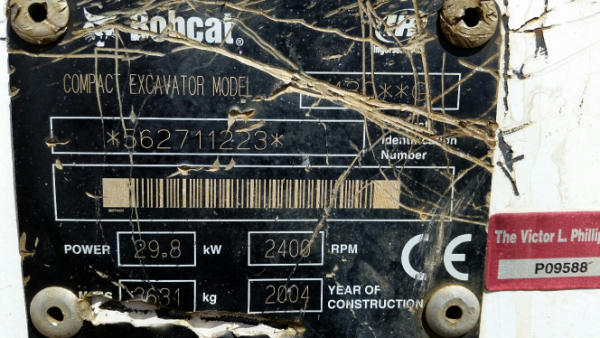 Bobcat®
COMPACT EXCAVATOR MODEL
*562711223*
Identification
Number
POWER 29.8 kW 2400 RPM
kg 2004 YEAR OF
CONSTRUCTION
CE
The Victor L. Phillip
P09588